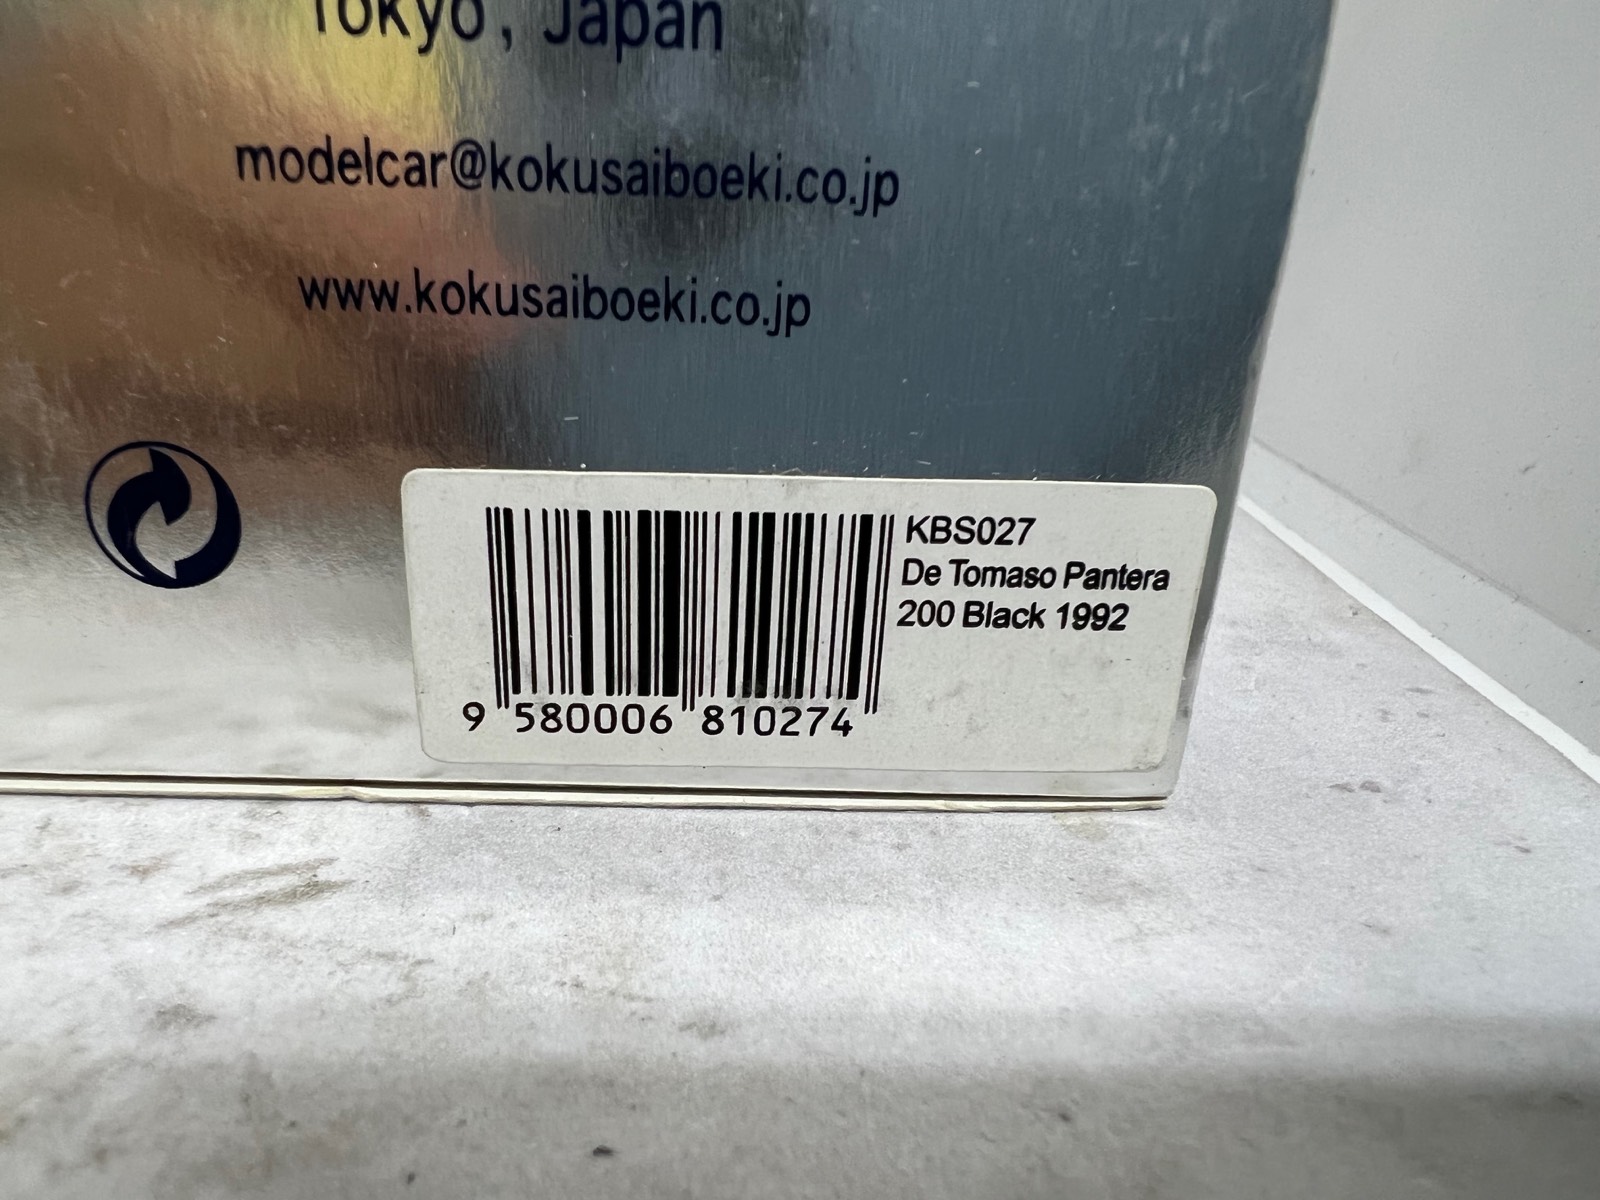 Tokyo, Japan
modelcar@kokusaiboeki.co.jp
www.kokusaiboeki.co.jp
KBS027
De Tomaso Pantera
200 Black 1992
9 580006 810274